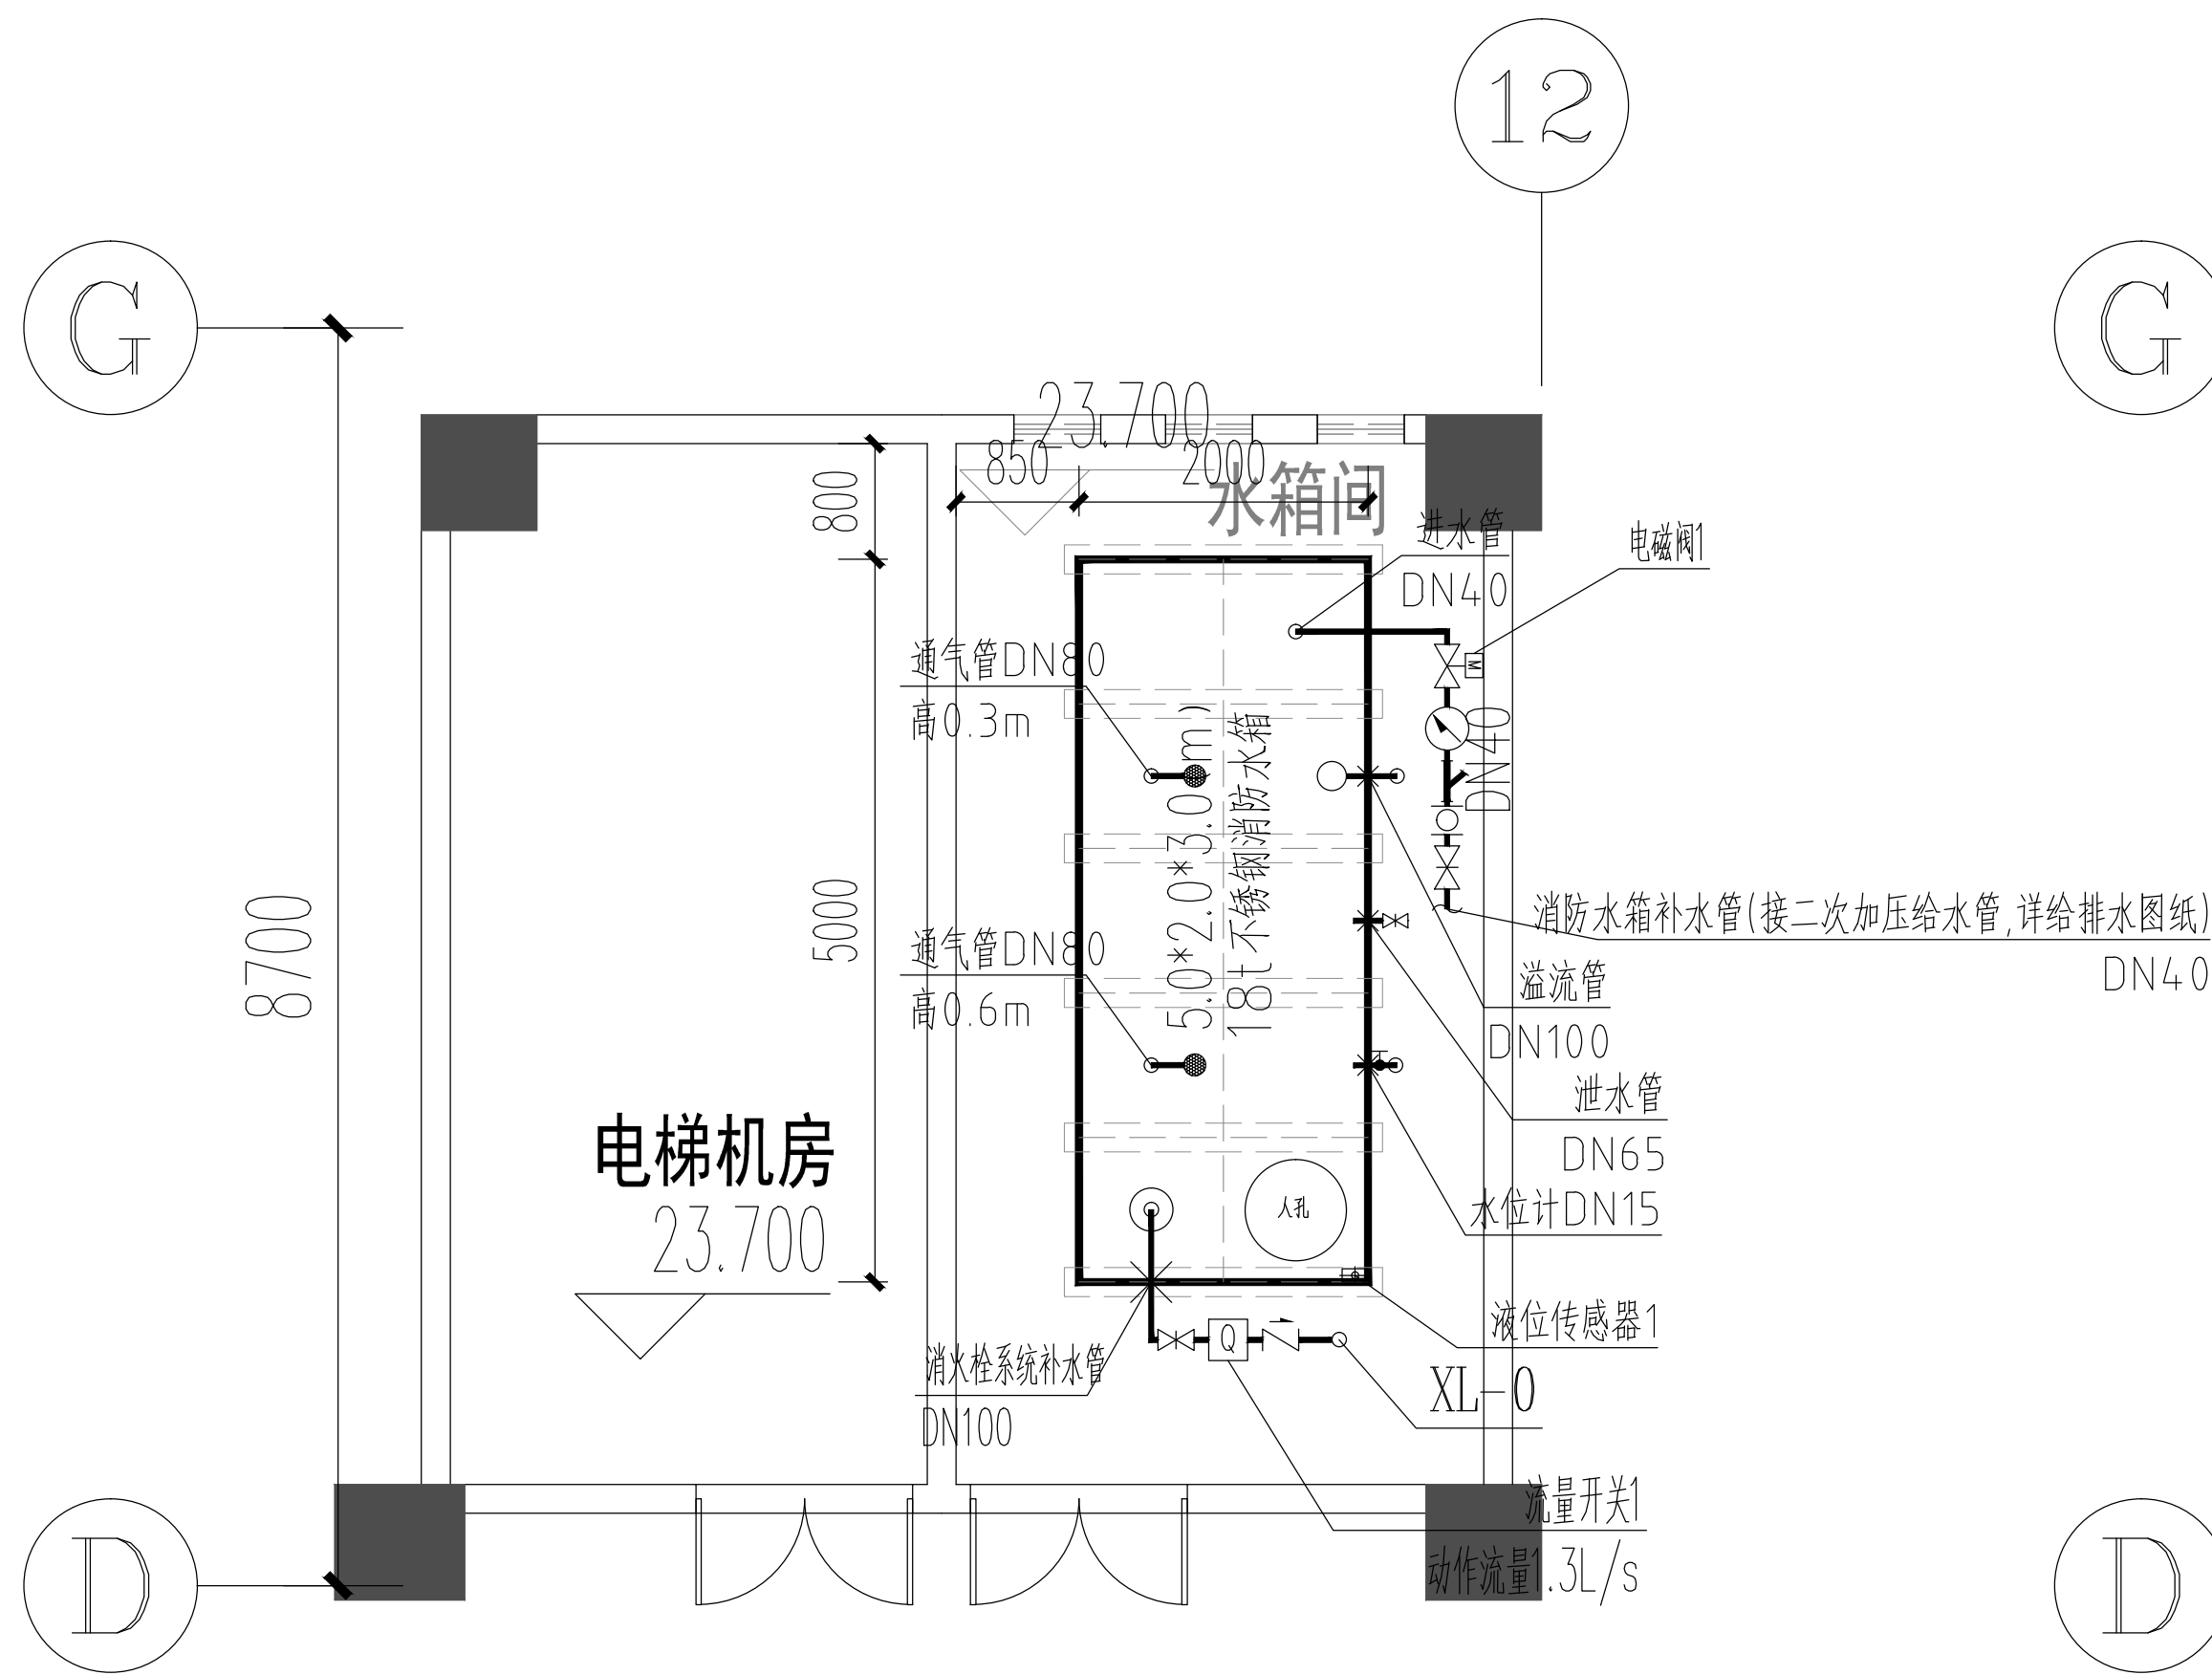 12
G
G
23.700
850
2000
水箱间
800
进水管
DN40
电磁阀1
通气管DN80
高0.3m
M
DN40
5.0*2.0*3.0(m)
18t不锈钢消防水箱
8700
5000
消防水箱补水管(接二次加压给水管,详给排水图纸)
DN40
通气管DN80
高0.6m
溢流管
DN100
泄水管
DN65
电梯机房
23.700
水位计DN15
人孔
液位传感器1
消火栓系统补水管
DN100
Q
XL-0
流量开关1
动作流量1.3L/s
D
D